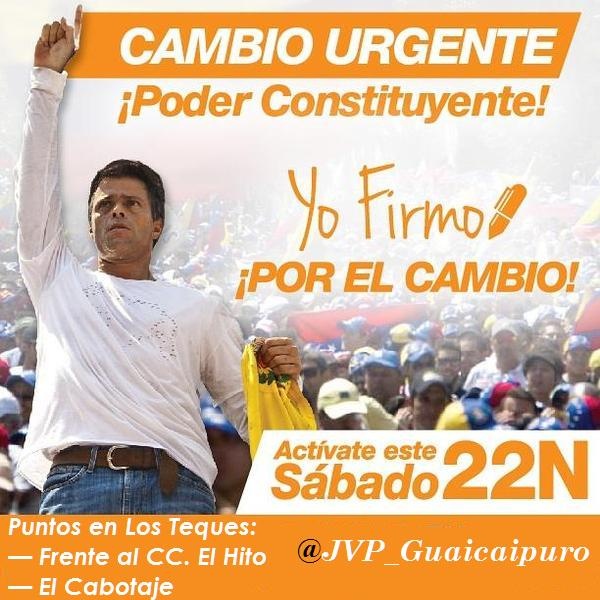 CAMBIO URGENTE
¡Poder Constituyente!
Yo Firmo
¡POR EL CAMBIO!
Actívate este
Sábado 22N
Puntos en Los Teques:
— Frente al CC. El Hito
— El Cabotaje
@JVP_Guaicaipuro